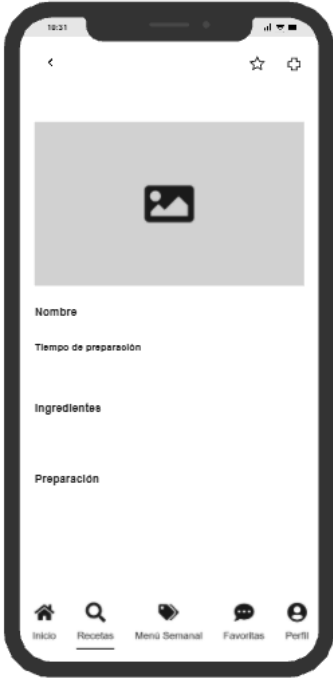 10:31
Nombre
Tiempo de preparación
Ingredientes
Preparación
Inicio Recetas Menú Semanal Favoritas Perfil